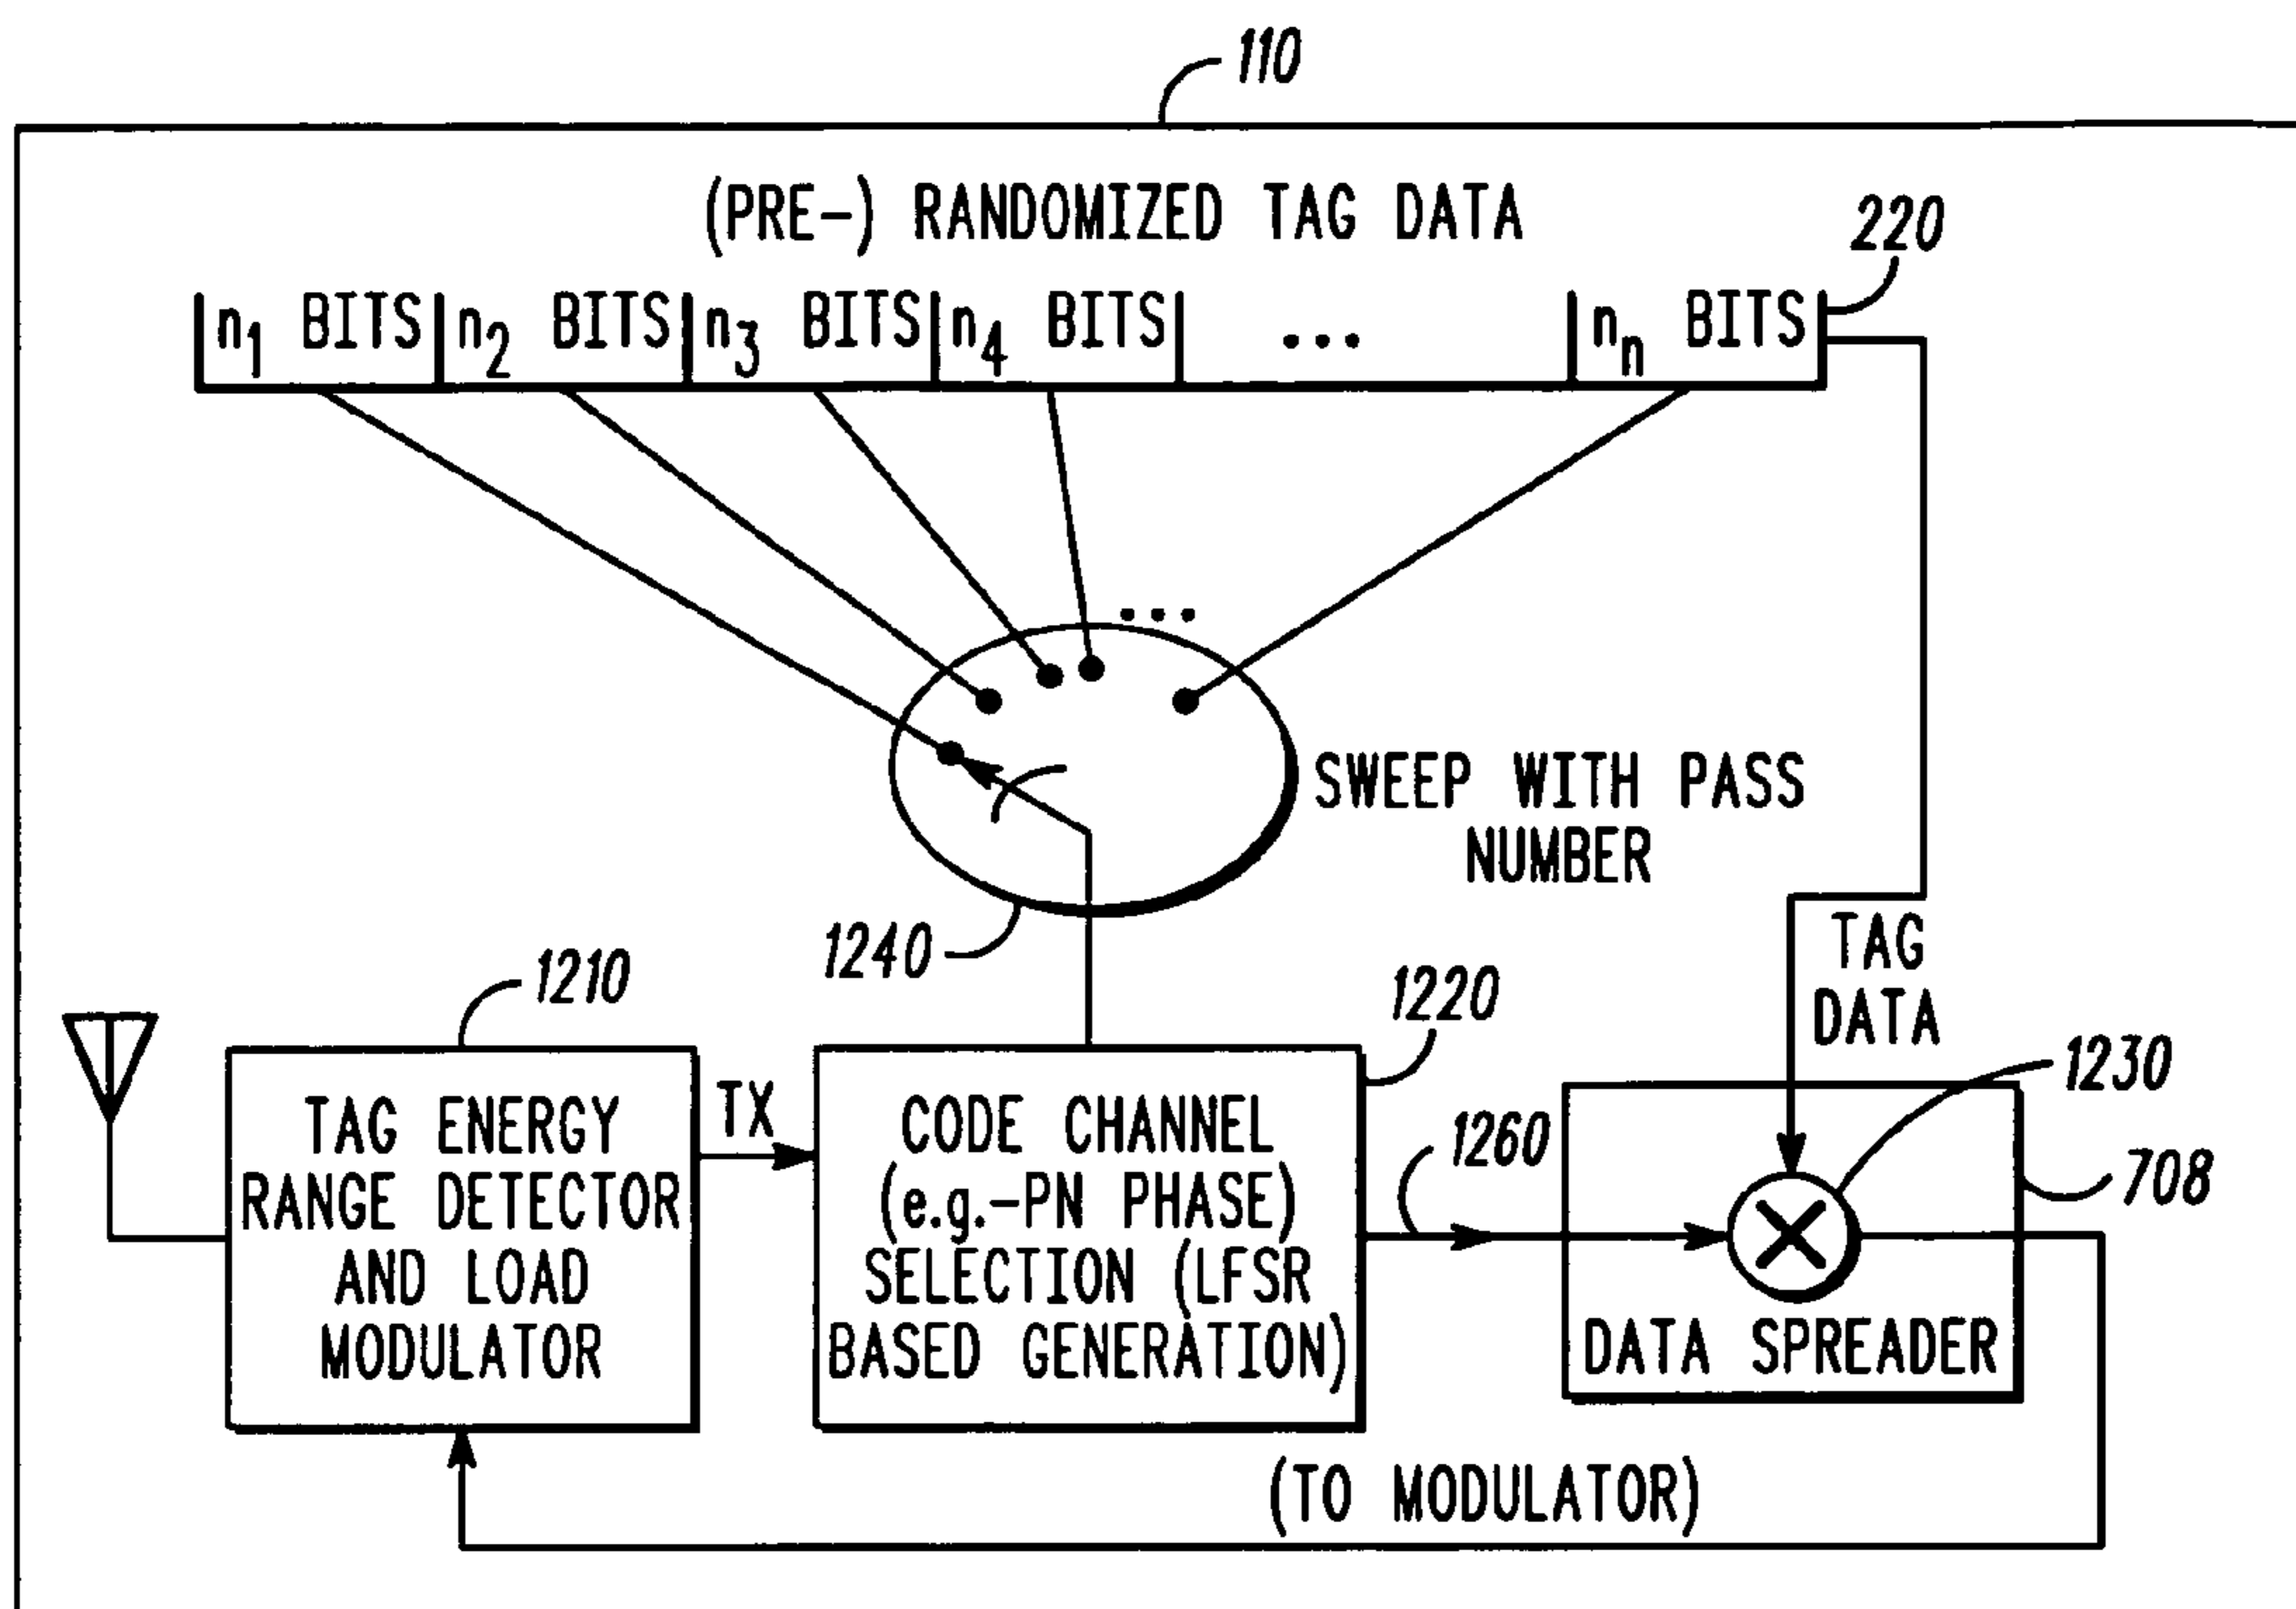 110
(PRE-) RANDOMIZED TAG DATA
220
n1 BITS n2 BITS n3 BITS n4 BITS ... nn BITS
...
SWEEP WITH PASS
NUMBER
1240
TAG
DATA
1210
1220
1230
TX
1260
708
TAG ENERGY
RANGE DETECTOR
AND LOAD
MODULATOR
CODE CHANNEL
(e.g.-PN PHASE)
SELECTION (LFSR
BASED GENERATION)
DATA SPREADER
(TO MODULATOR)